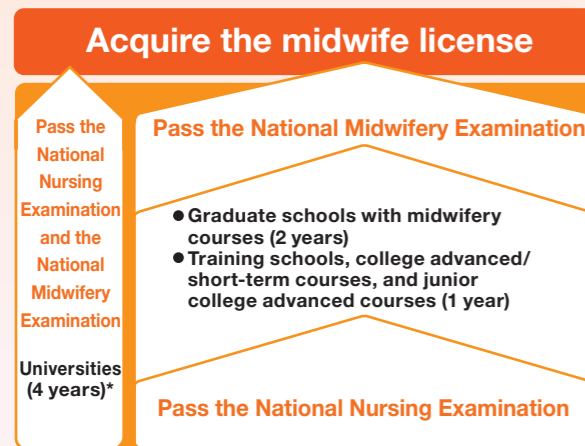 Acquire the midwife license
Pass the
National
Nursing
Examination
and the
National
Midwifery
Examination
Universities
(4 years)*
Pass the National Midwifery Examination
● Graduate schools with midwifery
courses (2 years)
● Training schools, college advanced/
short-term courses, and junior
college advanced courses (1 year)
Pass the National Nursing Examination